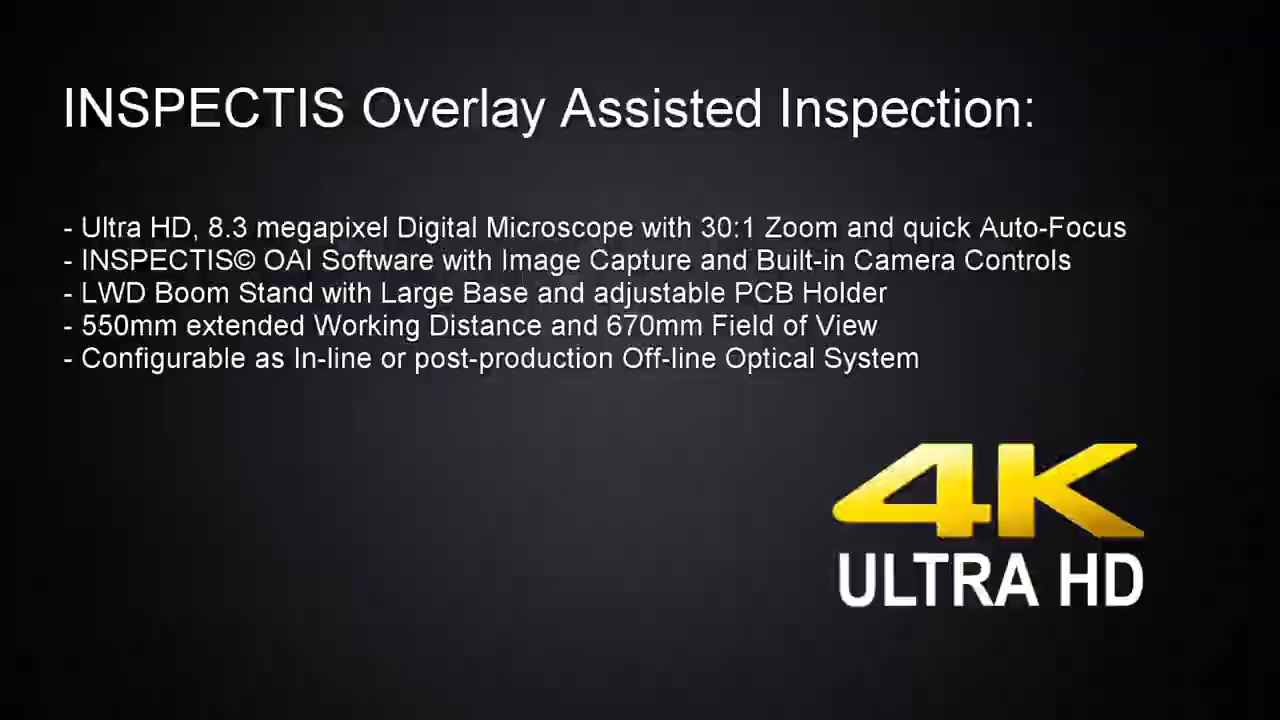 INSPECTIS Overlay Assisted Inspection:
- Ultra HD, 8.3 megapixel Digital Microscope with 30:1 Zoom and quick Auto-Focus
- INSPECTIS© OAI Software with Image Capture and Built-in Camera Controls
- LWD Boom Stand with Large Base and adjustable PCB Holder
- 550mm extended Working Distance and 670mm Field of View
- Configurable as In-line or post-production Off-line Optical System
4K
ULTRA HD